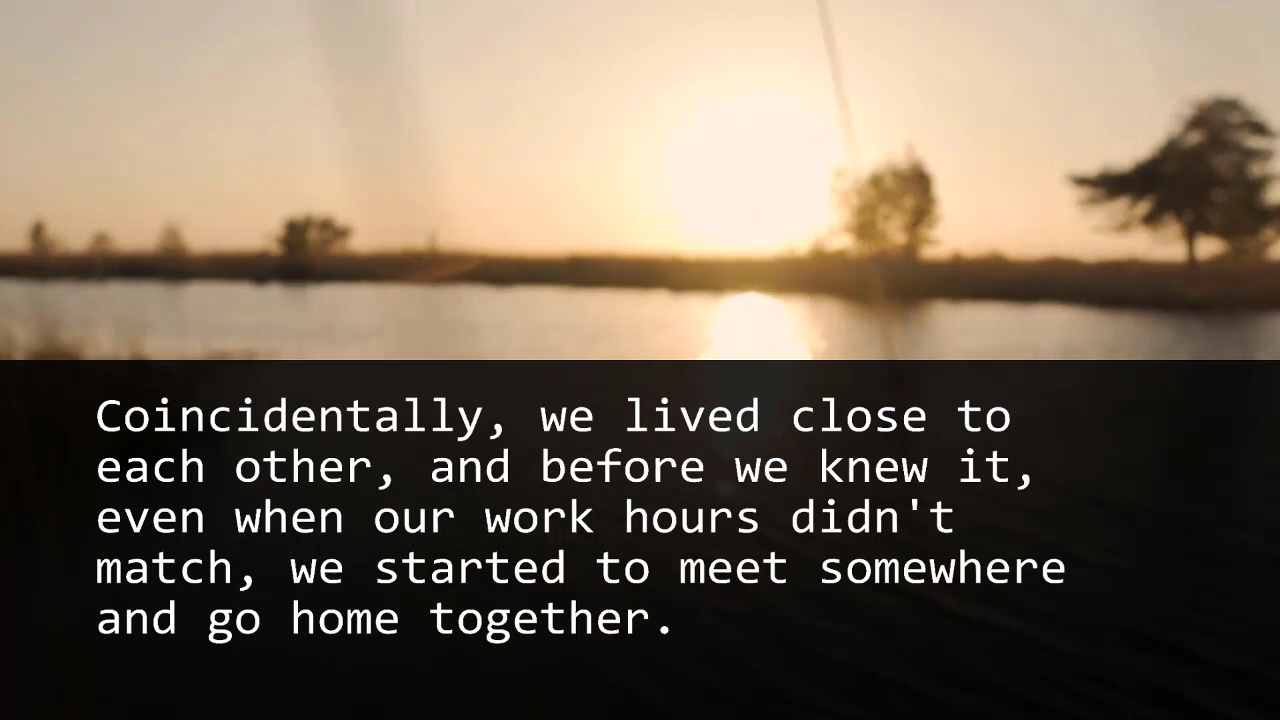 Coincidentally, we lived close to
each other, and before we knew it,
even when our work hours didn't
match, we started to meet somewhere
and go home together.